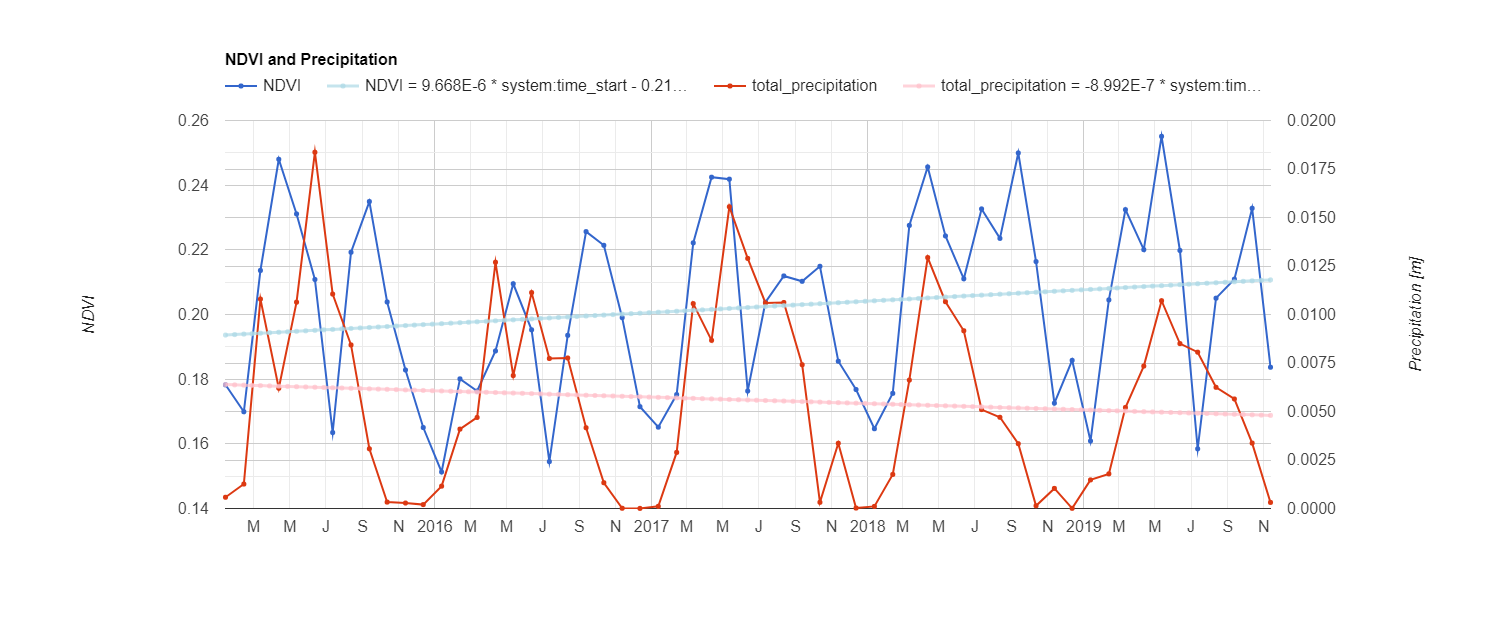 NDVI and Precipitation
NDVI NDVI = 9.668E-6 * system:time_start - 0.21… total_precipitation total_precipitation = -8.992E-7 * system:tim…
0.26 0.0200
0.0175
0.24
0.0150
0.22
0.0125
0.20 0.0100
NDVI
Precipitation [m]
0.0075
0.18
0.0050
0.16
0.0025
0.14 0.0000
M M J S N 2016 M M J S N 2017 M M J S N 2018 M M J S N 2019 M M J S N